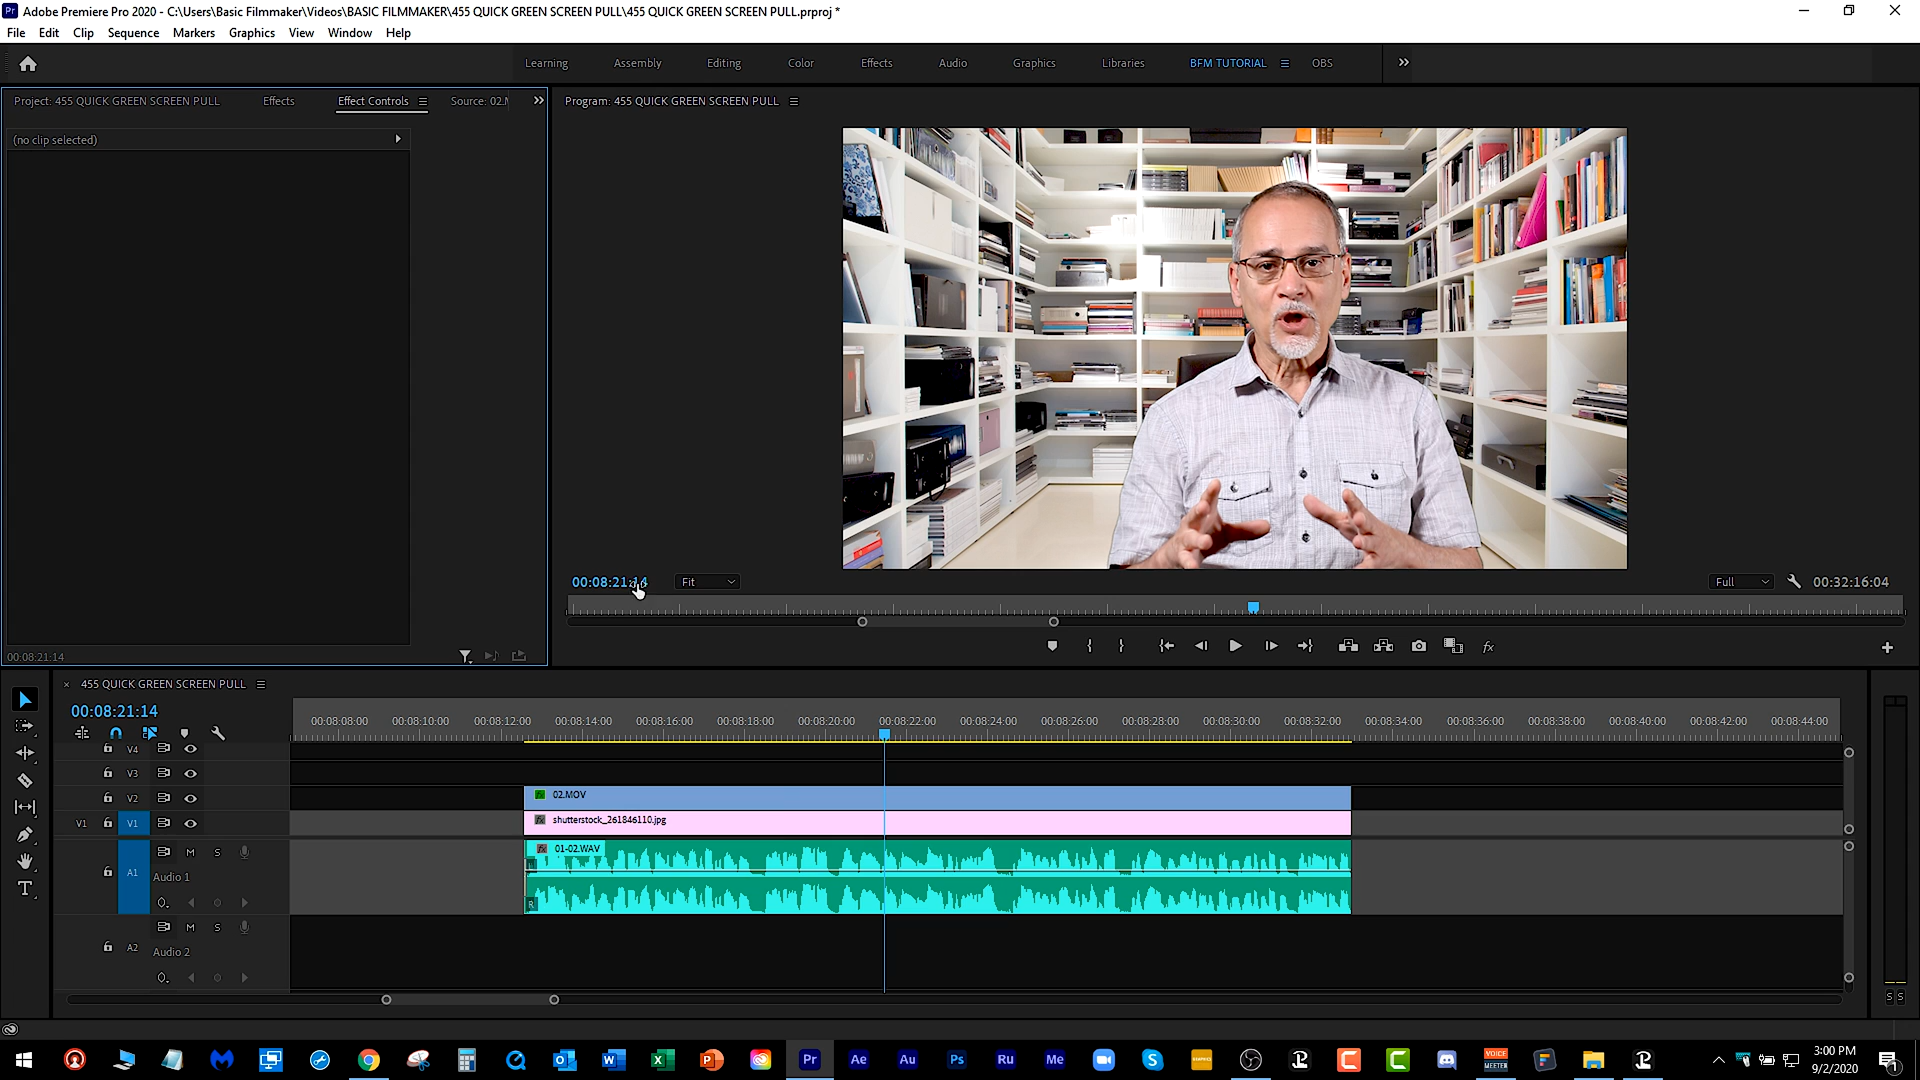 Adobe Premiere Pro 2020 - C:\Users\Basic Filmmaker\Videos\BASIC FILMMAKER\455 QUICK GREEN SCREEN PULL\455 QUICK GREEN SCREEN PULL.prproj *
File Edit Clip Sequence Markers Graphics View Window Help
Learning Assembly Editing Color Effects Audio Graphics Libraries BFM TUTORIAL OBS
Project: 455 QUICK GREEN SCREEN PULL Effects Effect Controls Source: 02.
Program: 455 QUICK GREEN SCREEN PULL
(no clip selected)
00:08:21:14 Fit Full 00:32:16:04
00:08:21:14
455 QUICK GREEN SCREEN PULL
00:08:21:14
00:08:08:00 00:08:10:00 00:08:12:00 00:08:14:00 00:08:16:00 00:08:18:00 00:08:20:00 00:08:22:00 00:08:24:00 00:08:26:00 00:08:28:00 00:08:30:00 00:08:32:00 00:08:34:00 00:08:36:00 00:08:38:00 00:08:40:00 00:08:42:00 00:08:44:00
V4
V3
V2 fx 02.MOV
V1 V1 fx shutterstock_261846110.jpg
M S fx 01-02.WAV
A1 Audio 1
R
M S
A2 Audio 2
S S
Pr Ae Au Ps Ru Me VOICE MEETER
3:00 PM
9/2/2020